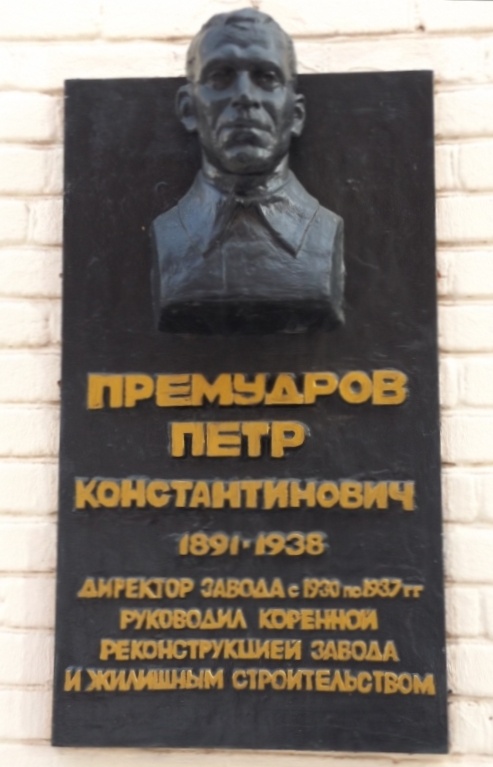 ПРЕМУДРОВ
ПЕТР
КОНСТАНТИНОВИЧ
1891-1938
ДИРЕКТОР ЗАВОДА с 1930 по 1937 гг
РУКОВОДИЛ КОРЕННОЙ
РЕКОНСТРУКЦИЕЙ ЗАВОДА
И ЖИЛИЩНЫМ СТРОИТЕЛЬСТВОМ